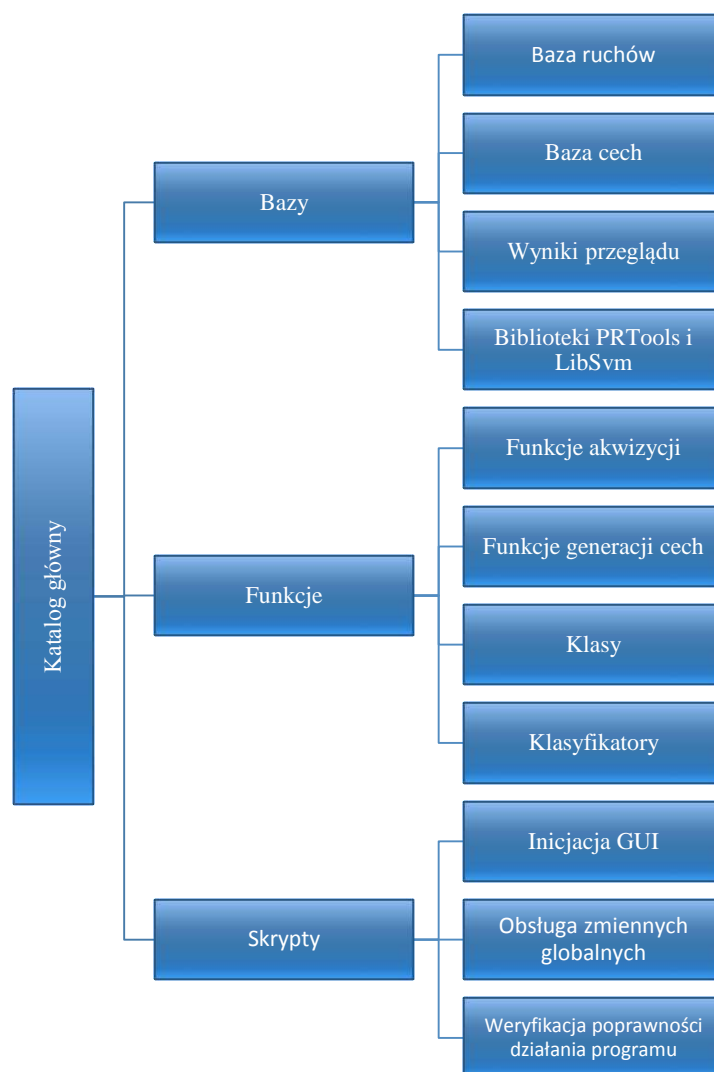 Katalog główny
Bazy
Baza ruchów
Baza cech
Wyniki przeglądu
Biblioteki PRTools i
LibSvm
Funkcje
Funkcje akwizycji
Funkcje generacji cech
Klasy
Klasyfikatory
Skrypty
Inicjacja GUI
Obsługa zmiennych
globalnych
Weryfikacja poprawności
działania programu